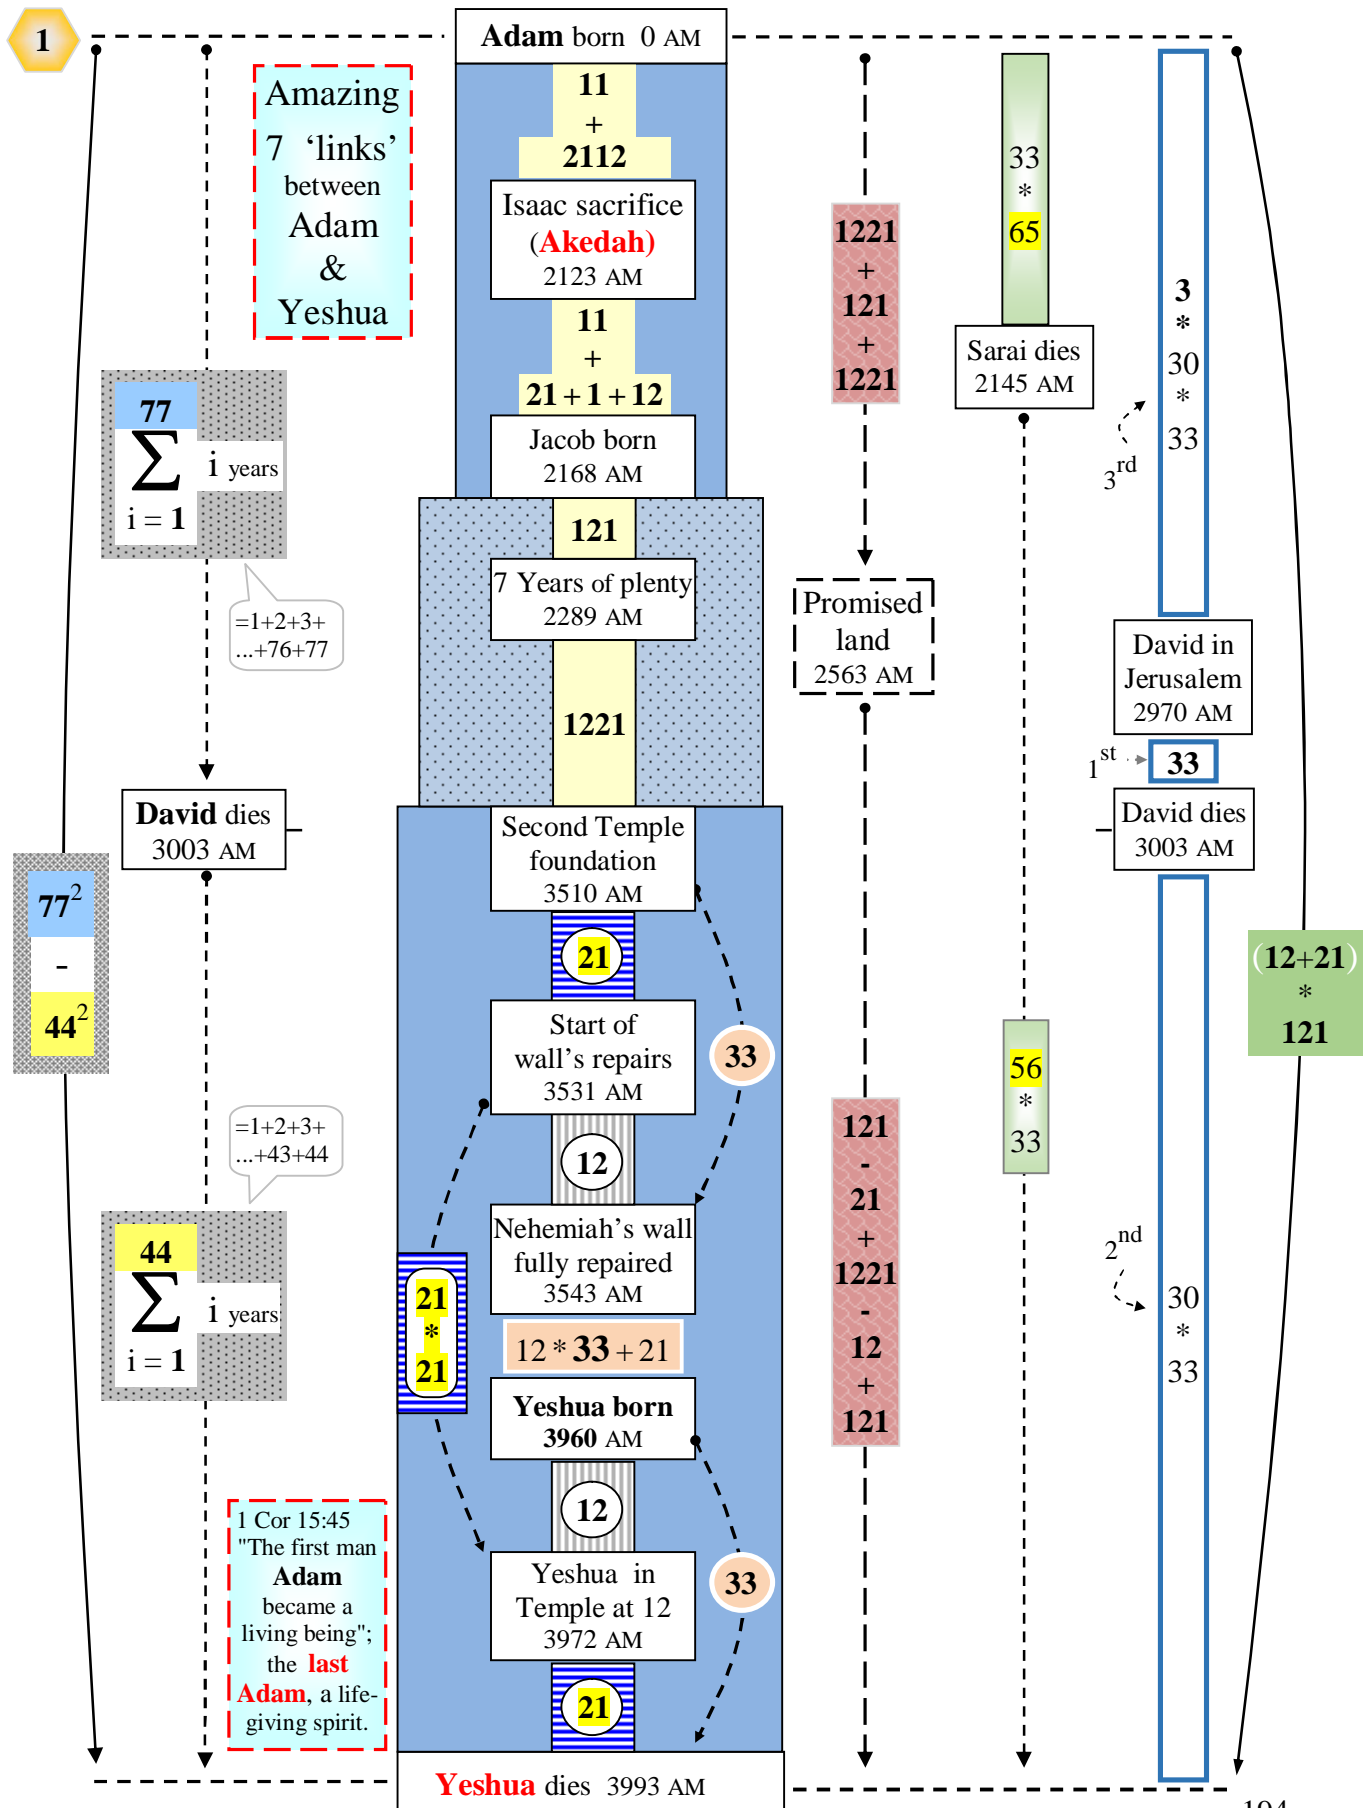 1
Adam born 0 AM
Amazing
7 ‘links’
between
Adam
&
Yeshua
11
+
2112
Isaac sacrifice
(Akedah)
2123 AM
11
+
21 + 1 + 12
Jacob born
2168 AM
121
7 Years of plenty
2289 AM
1221
Second Temple
foundation
3510 AM
21
Start of
wall’s repairs
3531 AM
33
12
Nehemiah’s wall
fully repaired
3543 AM
21
*
21
12 * 33 + 21
Yeshua born
3960 AM
12
Yeshua in
Temple at 12
3972 AM
33
21
Yeshua dies 3993 AM
77
Σ i years
i = 1
=1+2+3+
...+76+77
David dies
3003 AM
77²
-
44²
=1+2+3+
...+43+44
44
Σ i years
i = 1
1 Cor 15:45
"The first man
Adam
became a
living being";
the last
Adam, a life-
giving spirit.
1221
+
121
+
1221
Promised
land
2563 AM
121
-
21
+
1221
-
12
+
121
33
*
65
Sarai dies
2145 AM
56
*
33
3
*
30
*
33
3rd
David in
Jerusalem
2970 AM
1st
33
David dies
3003 AM
2nd
30
*
33
(12+21)
*
121